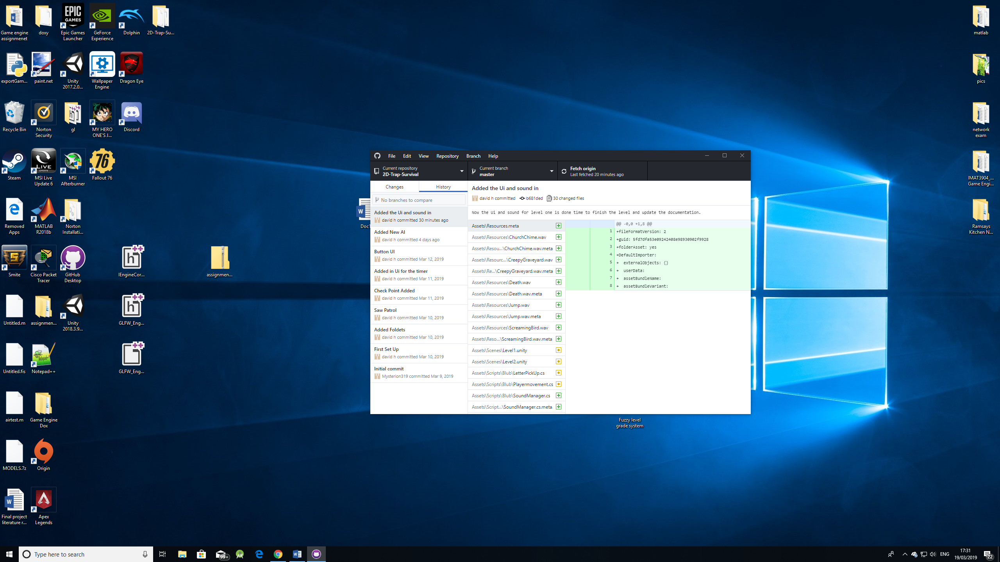 Game engine
assignmenet
doxy
EPIC
GAMES
Epic Games
Launcher
GeForce
Experience
Dolphin
2D-Trap-Su...
exportGam...
paint.net
Unity
2017.2.0...
Wallpaper
Engine
Dragon Eye
Recycle Bin
Norton
Security
gl
MY HERO
ONE'S J...
Discord
Steam
LIVE
UPDATE
MSI Live
Update 6
MSI
Afterburner
76
Fallout 76
Removed
Apps
MATLAB
R2018b
Norton
Installati...
Smite
Cisco Packet
Tracer
GitHub
Desktop
IEngineCor...
assignmen...
Untitled.m
assignmen...
Unity
2018.3.9...
GLFW_Eng...
Untitled.fis
Notepad++
GLFW_Eng...
airtest.m
Game Engine
Dox
MODELS.7z
Origin
Final project
literature r...
Apex
Legends
Doc1
File Edit View Repository Branch Help
Current repository
2D-Trap-Survival
Current branch
master
Fetch origin
Last fetched 20 minutes ago
Changes
History
No branches to compare
Added the Ui and sound in
david h committed 30 minutes ago
Added New AI
david h committed 4 days ago
Button UI
david h committed Mar 12, 2019
Added in Ui for the timer
david h committed Mar 11, 2019
Check Point Added
david h committed Mar 11, 2019
Saw Patrol
david h committed Mar 10, 2019
Added Foldets
david h committed Mar 10, 2019
First Set Up
david h committed Mar 10, 2019
Initial commit
Mysterion319 committed Mar 9, 2019
Added the Ui and sound in
david h committed b681ded 30 changed files
Now the Ui and sound for level one is done time to finish the level and update the documentation.
Assets\Resources.meta
Assets\Resources\ChurchChime.wav
Assets\Resou...\ChurchChime.wav.meta
Assets\Resourc...\CreepyGraveyard.wav
Assets\Re...\CreepyGraveyard.wav.meta
Assets\Resources\Death.wav
Assets\Resources\Death.wav.meta
Assets\Resources\Jump.wav
Assets\Resources\Jump.wav.meta
Assets\Resources\ScreamingBird.wav
Assets\Reso...\ScreamingBird.wav.meta
Assets\Scenes\Level1.unity
Assets\Scenes\Level2.unity
Assets\Scripts\Blub\LetterPickUp.cs
Assets\Scripts\Blub\Playermovement.cs
Assets\Scripts\Blub\SoundManager.cs
Assets\Script...\SoundManager.cs.meta
@@ -0,0 +1,8 @@
1 +fileFormatVersion: 2
2 +guid: 5fd7dfa53e09242408e98930902f9928
3 +folderAsset: yes
4 +DefaultImporter:
5 + externalObjects: {}
6 + userData:
7 + assetBundleName:
8 + assetBundleVariant:
Fuzzy level
grade system
matlab
pics
network
exam
IMAT3904_...
Game Engi...
Ramsays
Kitchen N...
Type here to search
99+
ENG
17:31
19/03/2019
22